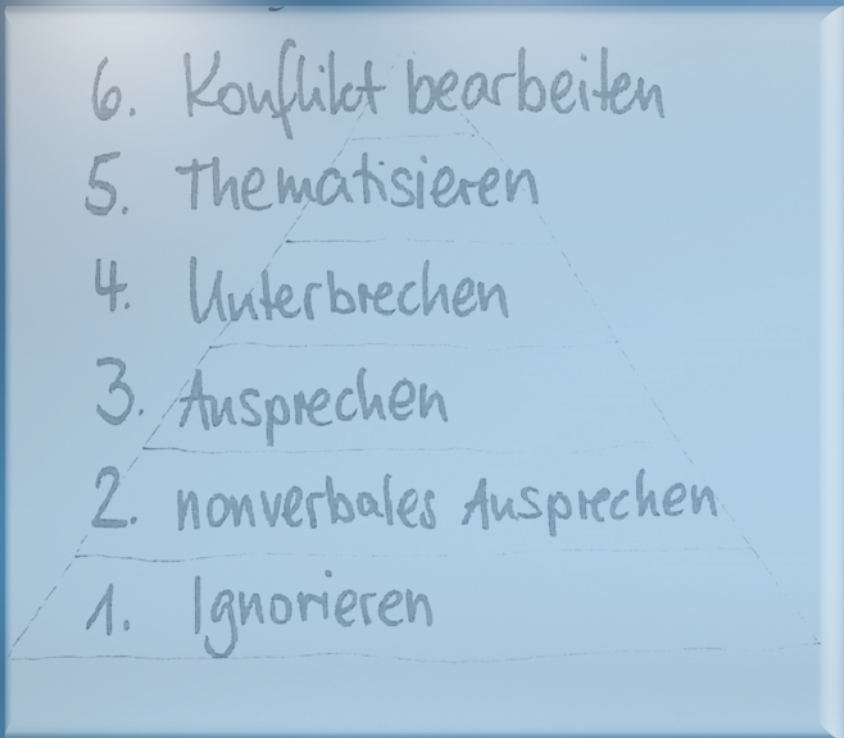 6. Konflikt bearbeiten
5. Thematisieren
4. Unterbrechen
3. Ansprechen
2. nonverbales Ansprechen
1. Ignorieren